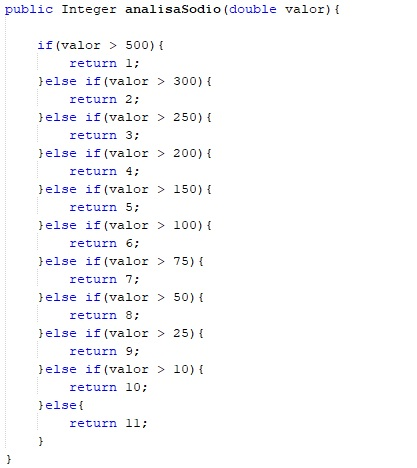 public Integer analisaSodio(double valor){
if(valor > 500){
return 1;
}else if(valor > 300){
return 2;
}else if(valor > 250){
return 3;
}else if(valor > 200){
return 4;
}else if(valor > 150){
return 5;
}else if(valor > 100){
return 6;
}else if(valor > 75){
return 7;
}else if(valor > 50){
return 8;
}else if(valor > 25){
return 9;
}else if(valor > 10){
return 10;
}else{
return 11;
}
}